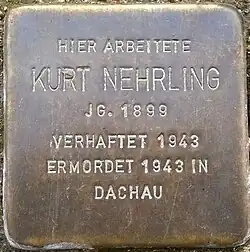 HIER ARBEITETE
KURT NEHRLING
JG. 1899
VERHAFTET 1943
ERMORDET 1943 IN
DACHAU